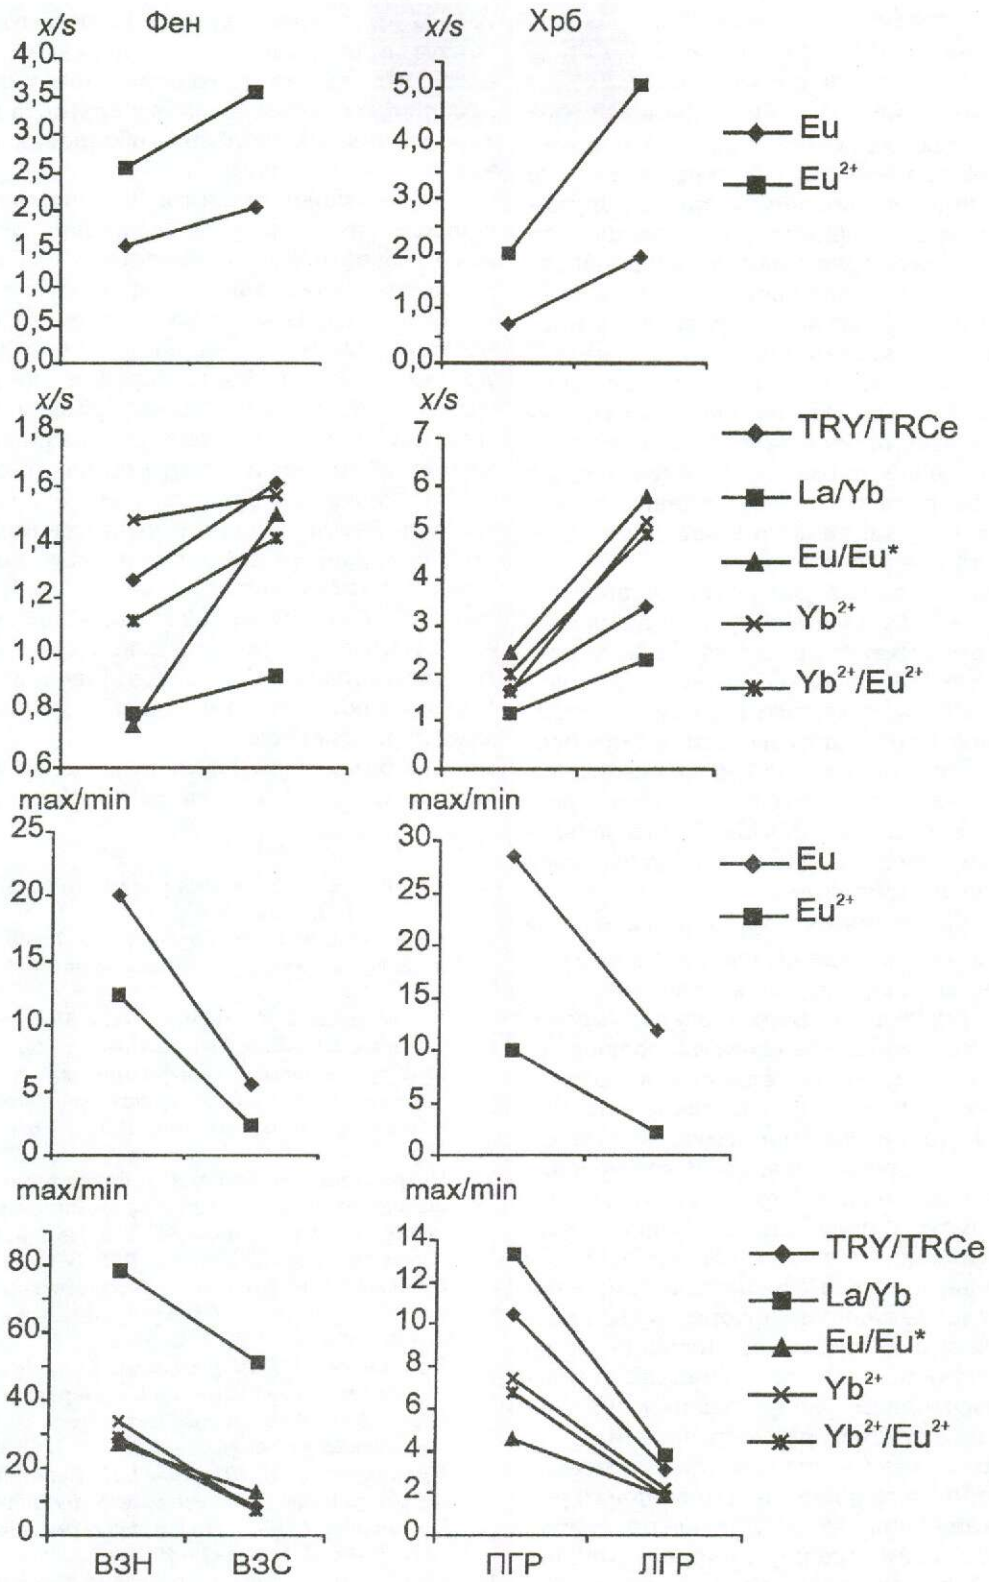 x/s Фен
4,0
3,5
3,0
2,5
2,0
1,5
1,0
0,5
0,0
x/s Хрб
5,0
4,0
3,0
2,0
1,0
0,0
Eu
Eu²⁺
x/s
1,8
1,6
1,4
1,2
1,0
0,8
0,6
x/s
7
6
5
4
3
2
1
0
TRY/TRCe
La/Yb
Eu/Eu*
Yb²⁺
Yb²⁺/Eu²⁺
max/min
25
20
15
10
5
0
max/min
30
25
20
15
10
5
0
Eu
Eu²⁺
max/min
80
60
40
20
0
ВЗН ВЗС
max/min
14
12
10
8
6
4
2
0
ПГР ЛГР
TRY/TRCe
La/Yb
Eu/Eu*
Yb²⁺
Yb²⁺/Eu²⁺